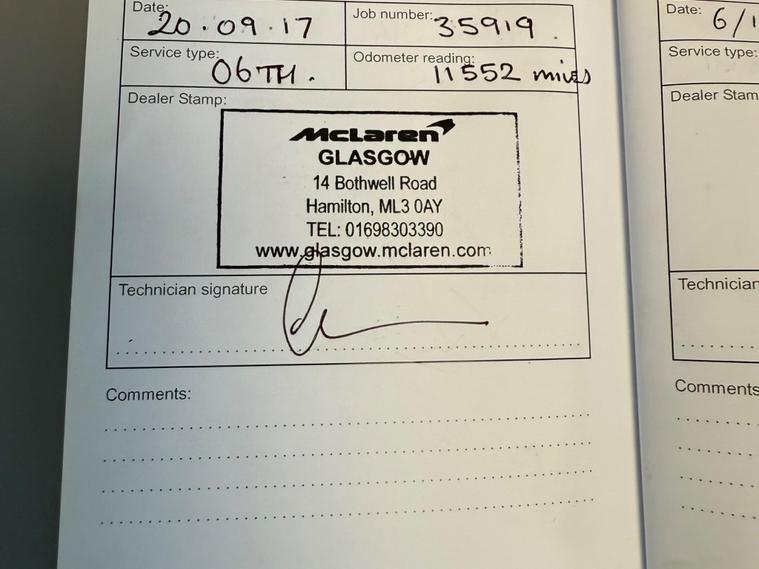 Date: 20.09.17 Job number: 35919.
Service type: 06TH. Odometer reading: 11552 miles
Dealer Stamp:
McLaren
GLASGOW
14 Bothwell Road
Hamilton, ML3 0AY
TEL: 01698303390
www.glasgow.mclaren.com
Technician signature
Comments:
Date: 6/1
Service type:
Dealer Stam
Technician
Comments